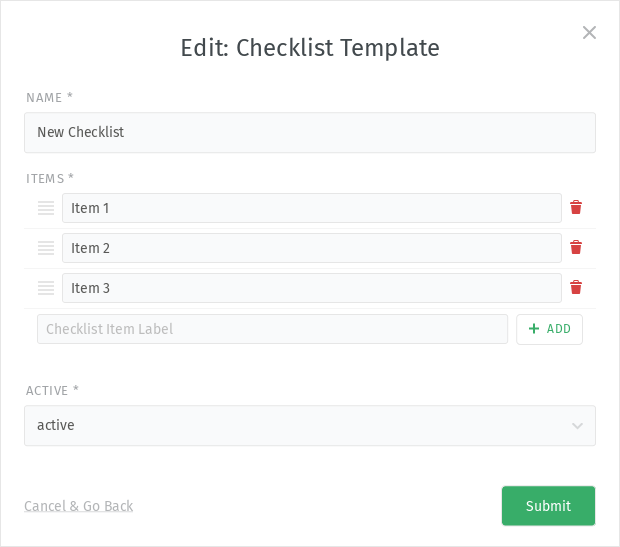 Edit: Checklist Template
NAME *
New Checklist
ITEMS *
Item 1
Item 2
Item 3
Checklist Item Label
ADD
ACTIVE *
active
Cancel & Go Back
Submit